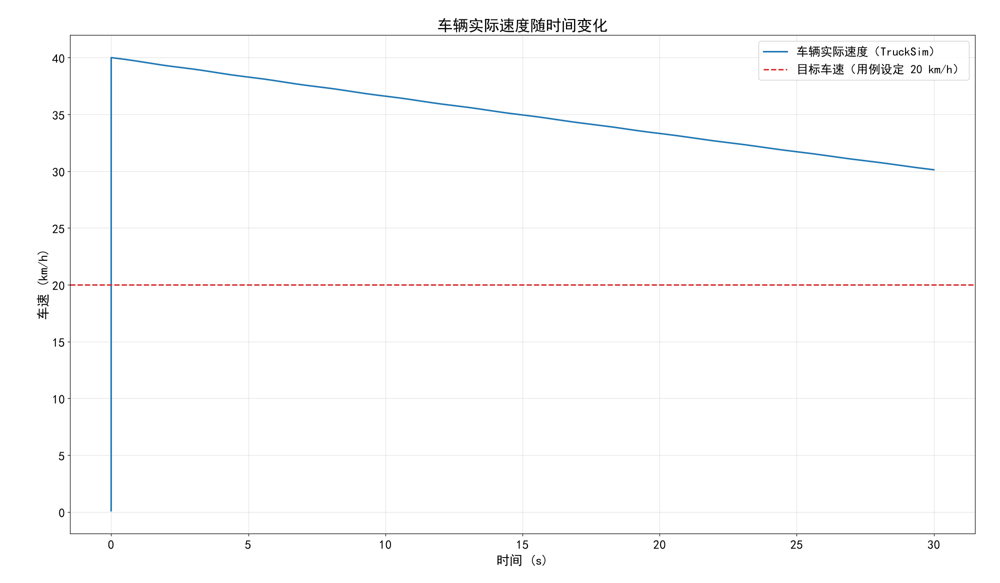 车辆实际速度随时间变化
车辆实际速度（TruckSim）
目标车速（用例设定 20 km/h）
40
35
30
25
20
15
10
5
0
车速 (km/h)
0 5 10 15 20 25 30
时间 (s)